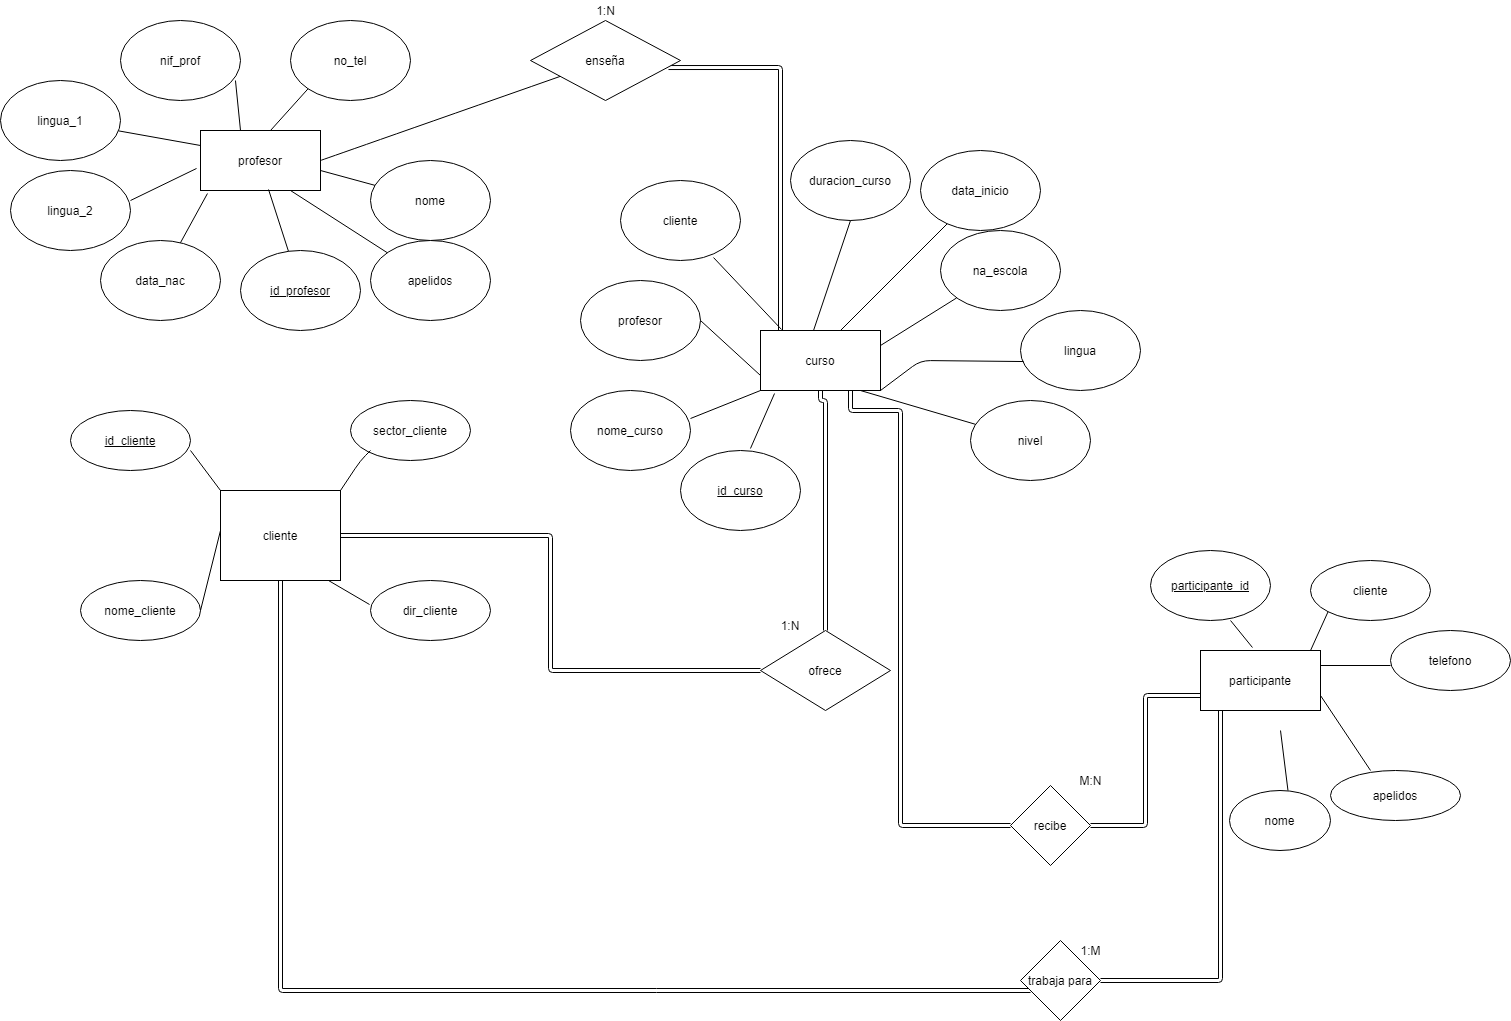 1:N
nif_prof
no_tel
enseña
lingua_1
profesor
duracion_curso
data_inicio
nome
lingua_2
cliente
na_escola
data_nac
id_profesor
apelidos
profesor
lingua
curso
id_cliente
sector_cliente
nome_curso
nivel
id_curso
cliente
participante_id
cliente
nome_cliente
dir_cliente
1:N
telefono
ofrece
participante
M:N
apelidos
recibe
nome
1:M
trabaja para